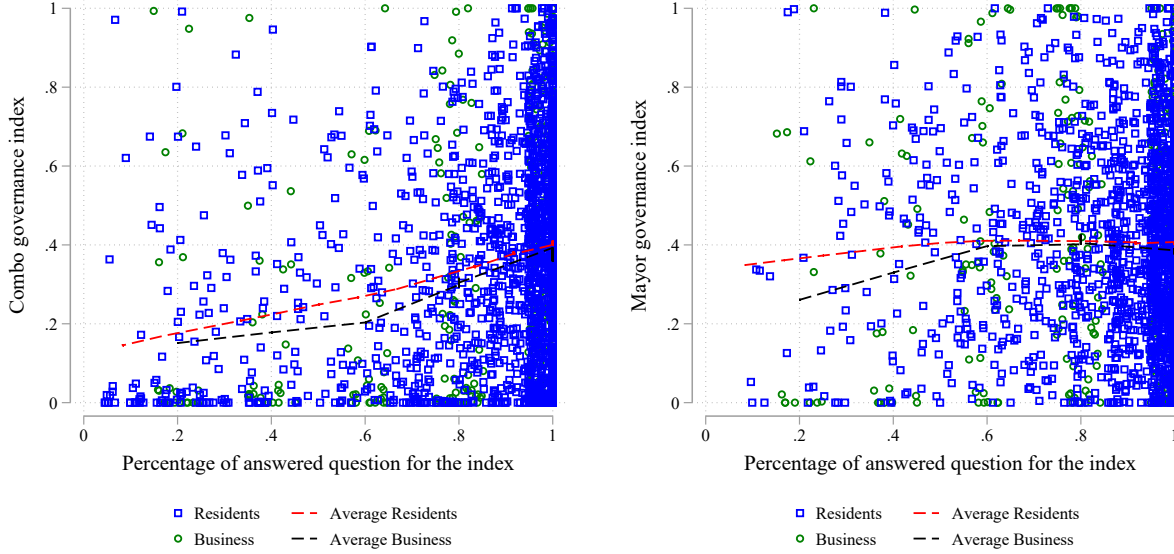 Combo governance index
1
.8
.6
.4
.2
0
0 .2 .4 .6 .8 1
Percentage of answered question for the index
Residents Average Residents
Business Average Business
Mayor governance index
1
.8
.6
.4
.2
0
0 .2 .4 .6 .8 1
Percentage of answered question for the index
Residents Average Residents
Business Average Business